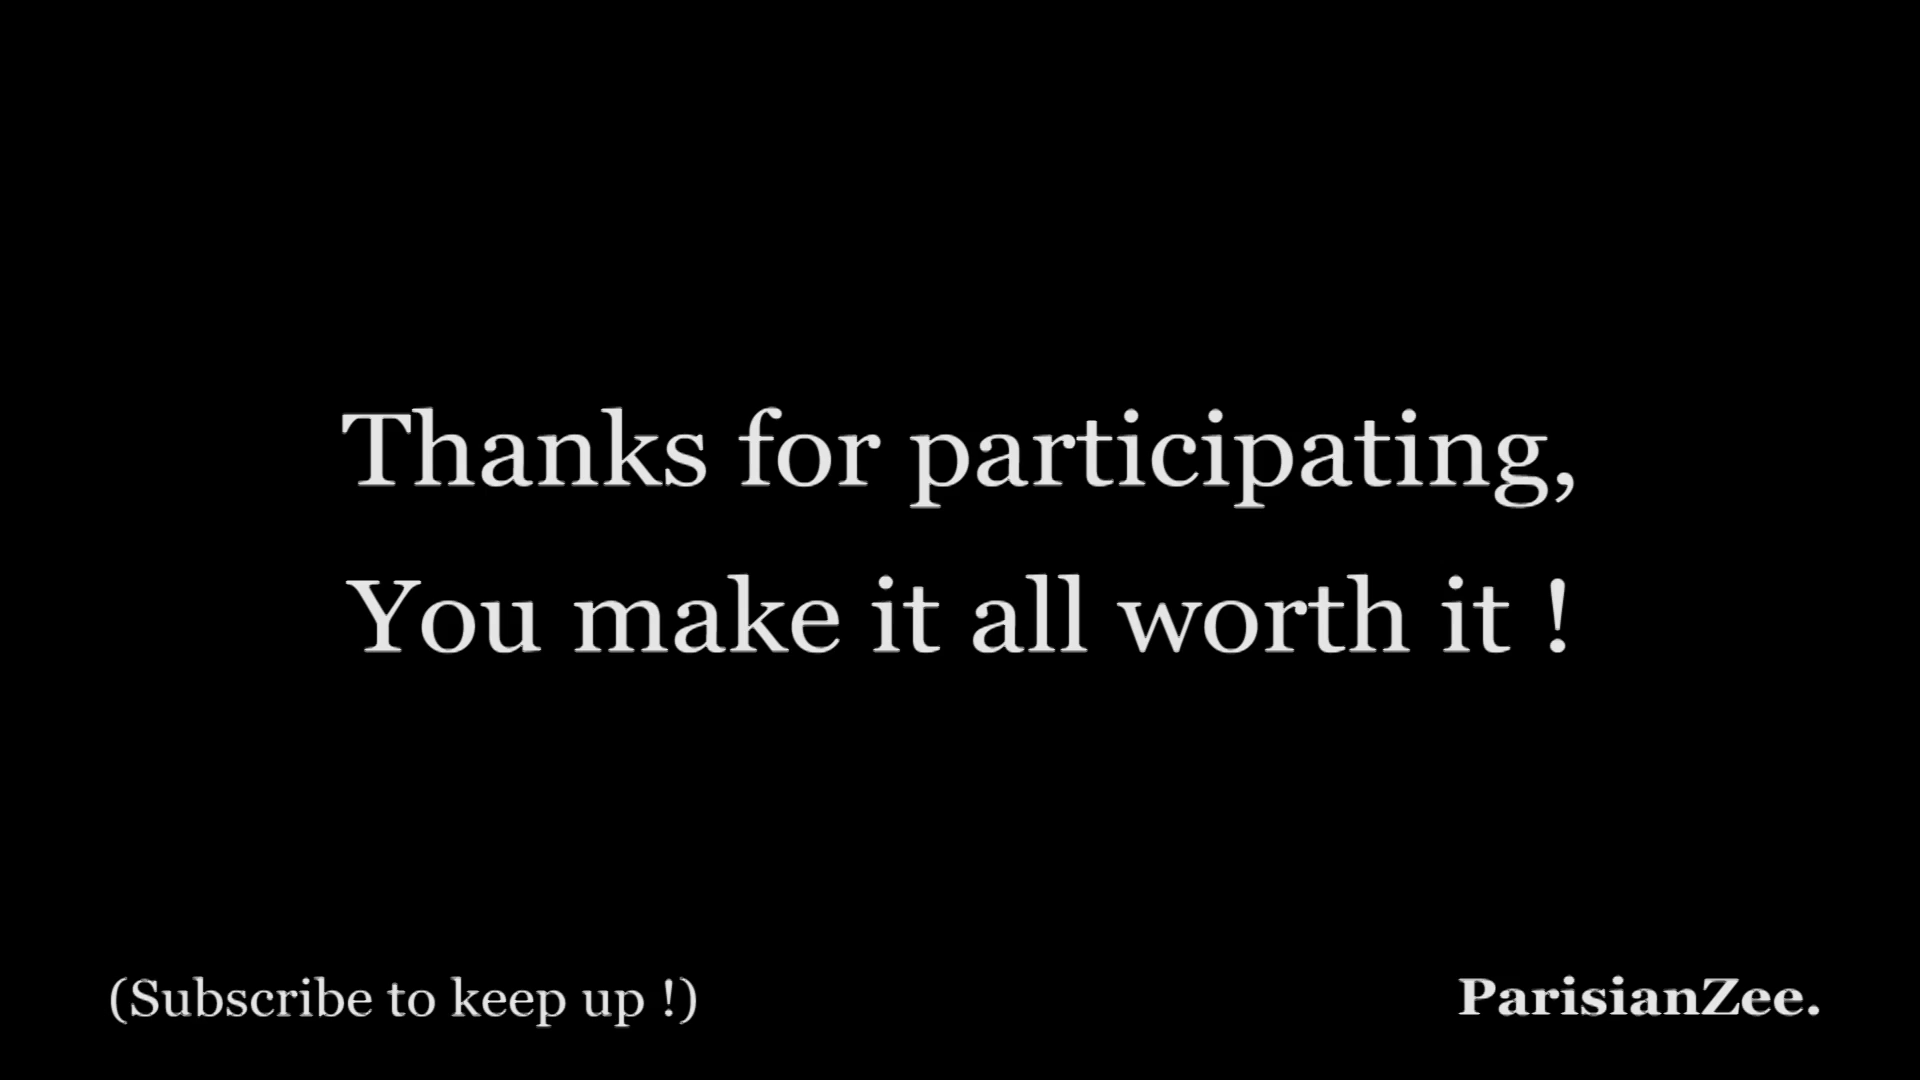 Thanks for participating,
You make it all worth it !
(Subscribe to keep up !)
ParisianZee.